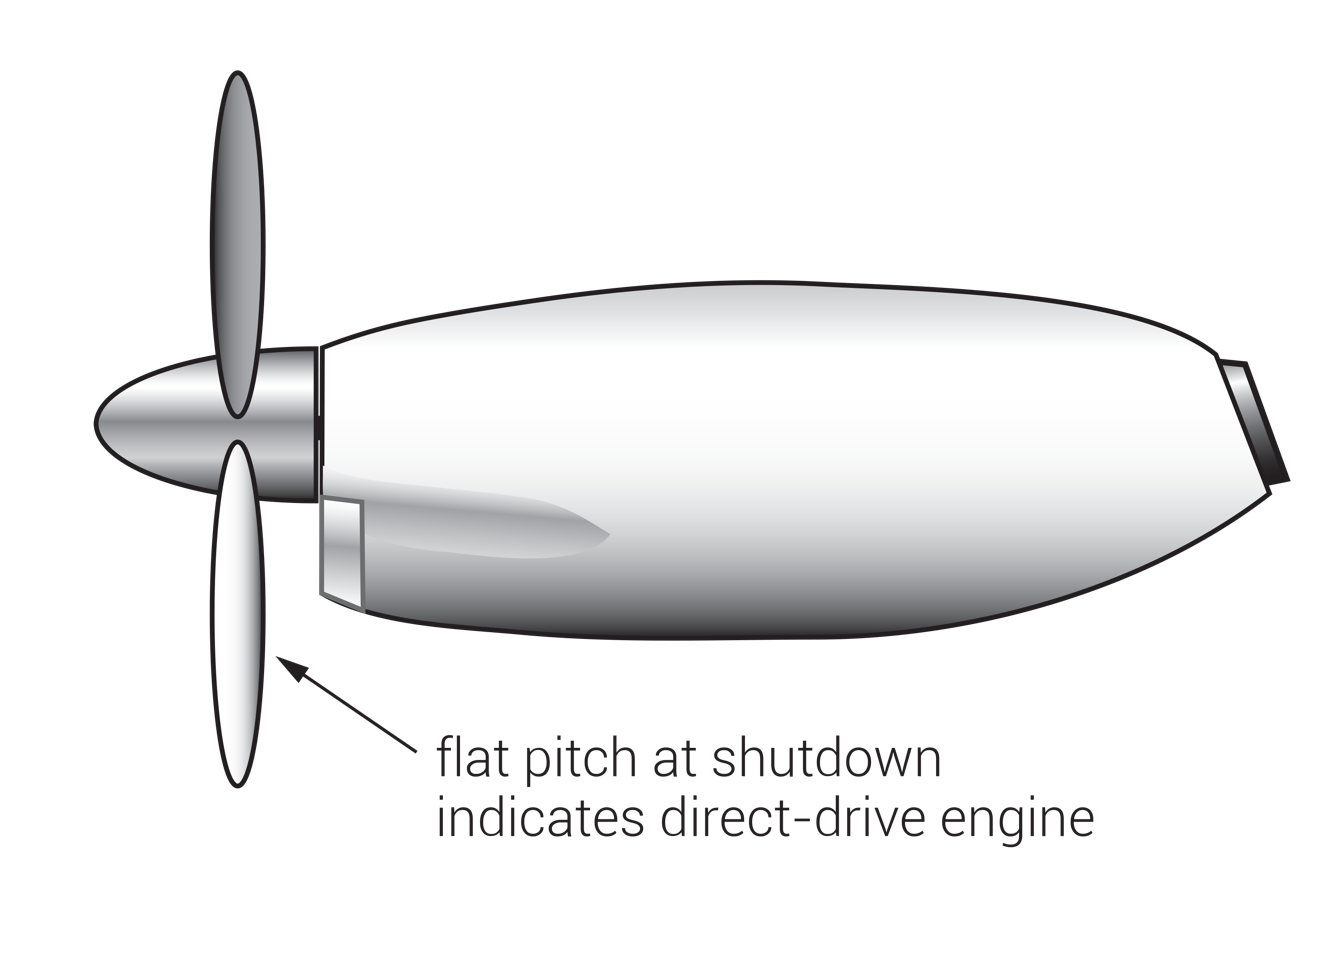 flat pitch at shutdown
indicates direct-drive engine